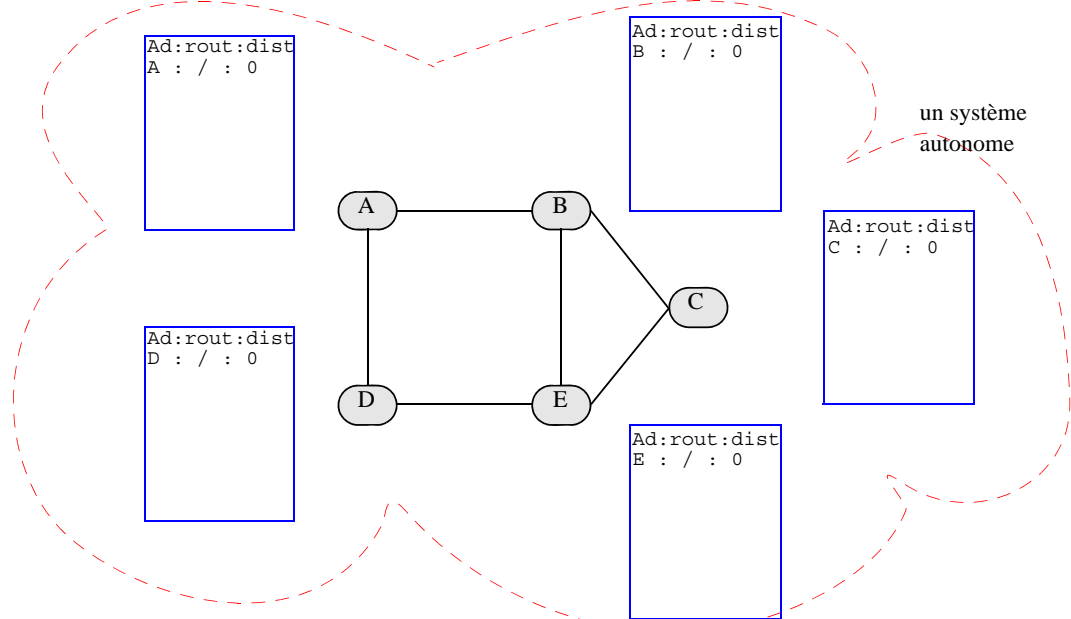 Ad:rout:dist
A : / : 0
Ad:rout:dist
B : / : 0
un système
autonome
A
B
Ad:rout:dist
C : / : 0
C
Ad:rout:dist
D : / : 0
D
E
Ad:rout:dist
E : / : 0